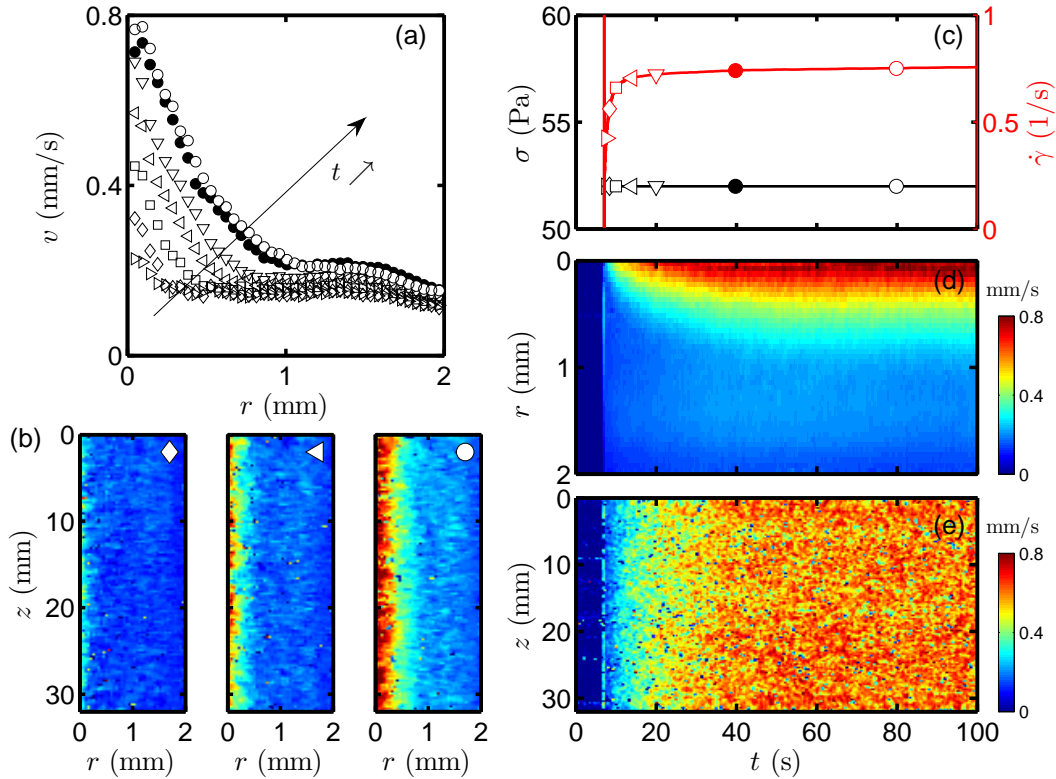 (a)
0.8
0.4
0
v (mm/s)
t ↗
0 1 2
r (mm)
(b)
0
10
20
30
z (mm)
0 1 2
0 1 2
0 1 2
r (mm)
r (mm)
r (mm)
(c)
60
55
50
σ (Pa)
1
0.5
0
γ̇ (1/s)
(d)
0
1
2
r (mm)
mm/s
0.8
0.4
0
(e)
0
10
20
30
z (mm)
0 20 40 60 80 100
t (s)
mm/s
0.8
0.4
0